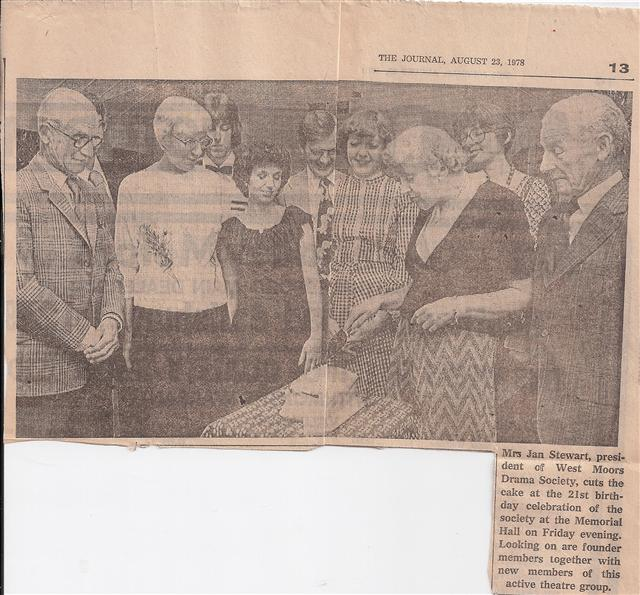 THE JOURNAL, AUGUST 23, 1978
13
Mrs Jan Stewart, presi-
dent of West Moors
Drama Society, cuts the
cake at the 21st birth-
day celebration of the
society at the Memorial
Hall on Friday evening.
Looking on are founder
members together with
new members of this
active theatre group.